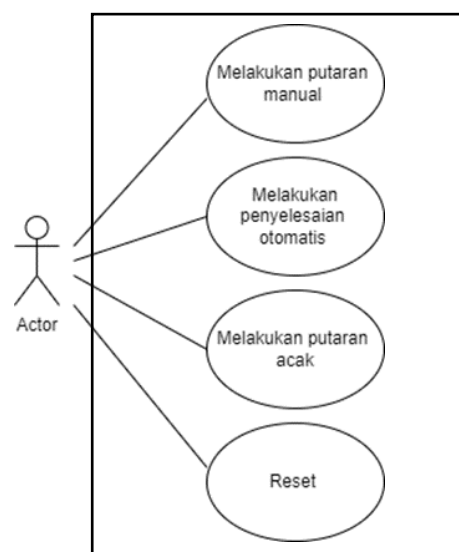 Melakukan putaran
manual
Melakukan
penyelesaian
otomatis
Actor
Melakukan putaran
acak
Reset